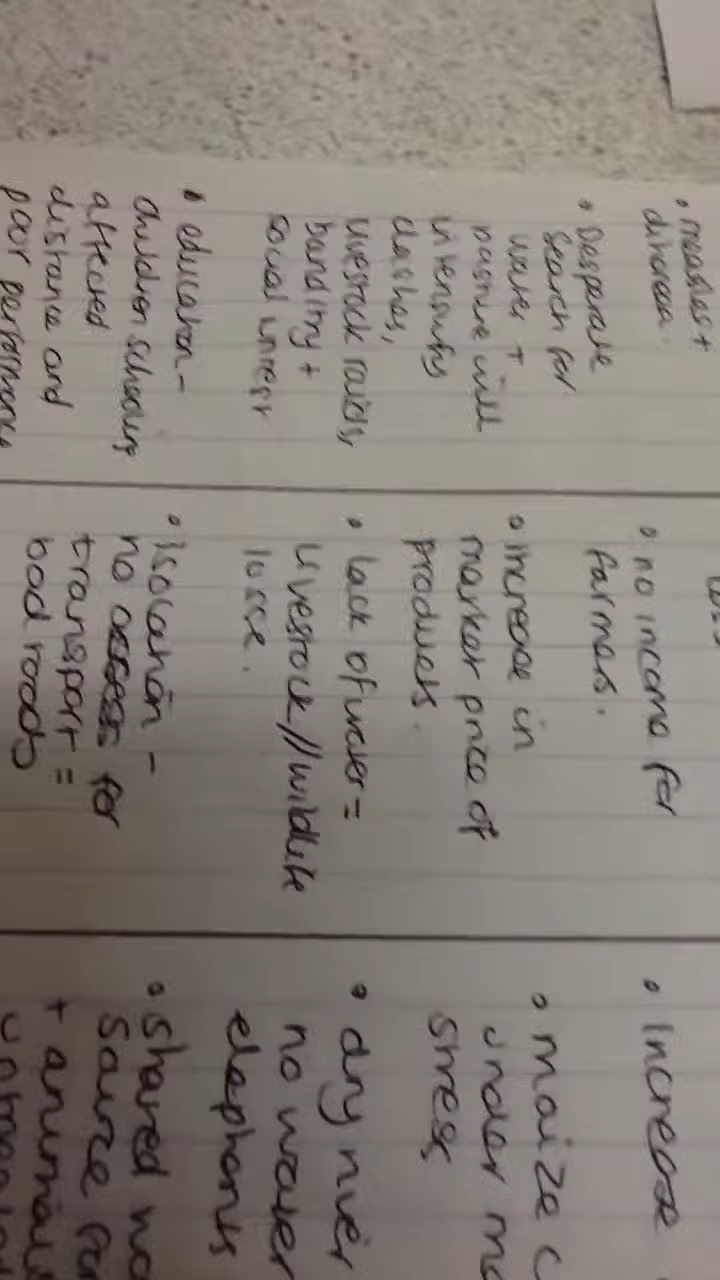 • measles +
diarrhoea.
• Desperate
search for
water +
pasture will
intensify
clashes,
livestock raids,
banditry +
social unrest
• education -
children schooling
affected
distance and
poor performance
• no income for
farmers.
• increase in
market price of
products.
• lack of water =
livestock//wildlife
losse.
• isolation -
no access for
transport =
bad roads
• Increase
• maize c
under mo
stress
• dry river
no water
elephants
• shared wa
source for
+ animals